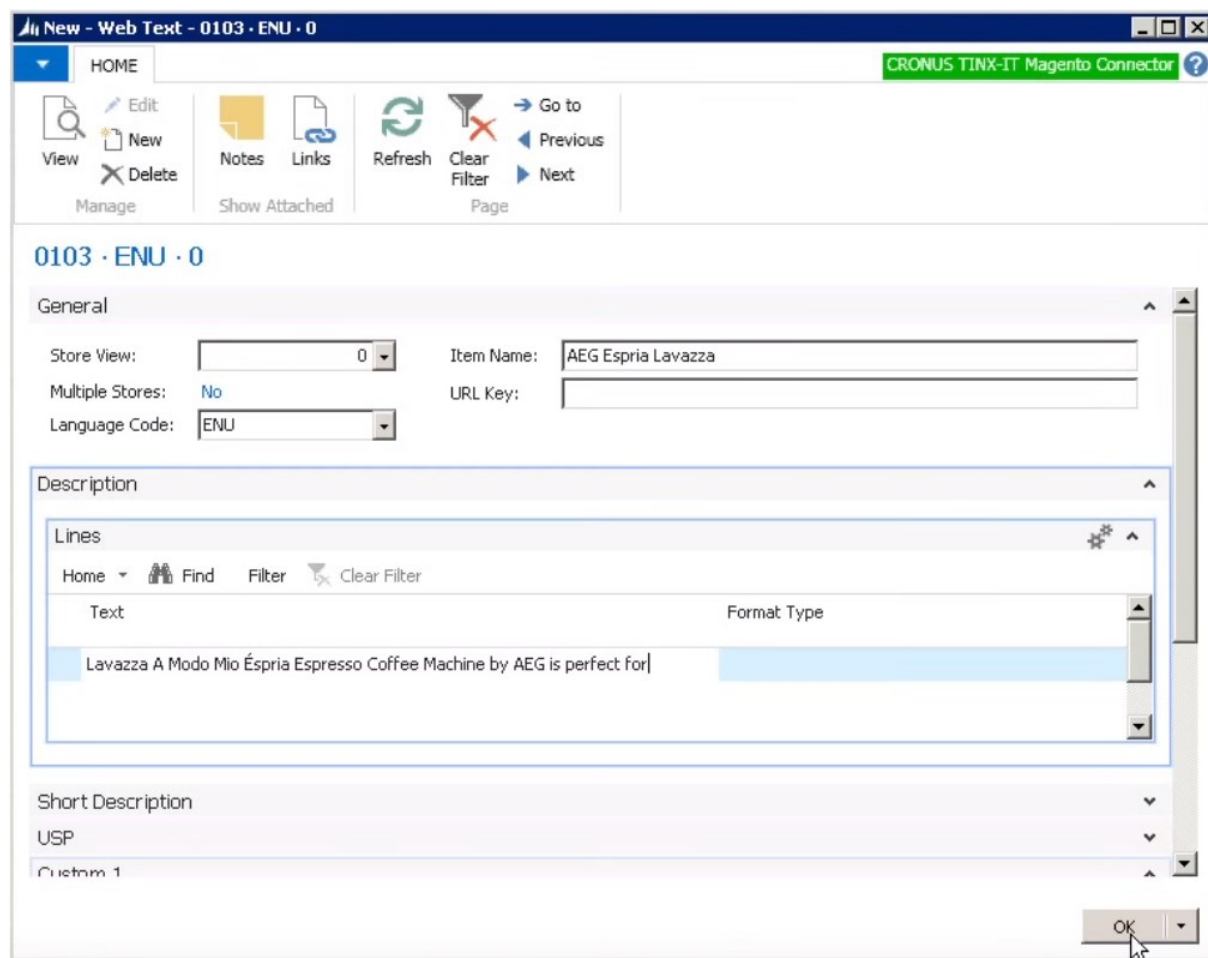 New - Web Text - 0103 · ENU · 0
HOME
CRONUS TINX-IT Magento Connector
?
View
Edit
New
Delete
Manage
Notes
Links
Show Attached
Refresh
Clear Filter
Go to
Previous
Next
Page
0103 · ENU · 0
General
Store View: 0
Item Name: AEG Espria Lavazza
Multiple Stores: No
URL Key:
Language Code: ENU
Description
Lines
Home Find Filter Clear Filter
Text Format Type
Lavazza A Modo Mio Éspria Espresso Coffee Machine by AEG is perfect for
Short Description
USP
Custom 1
OK